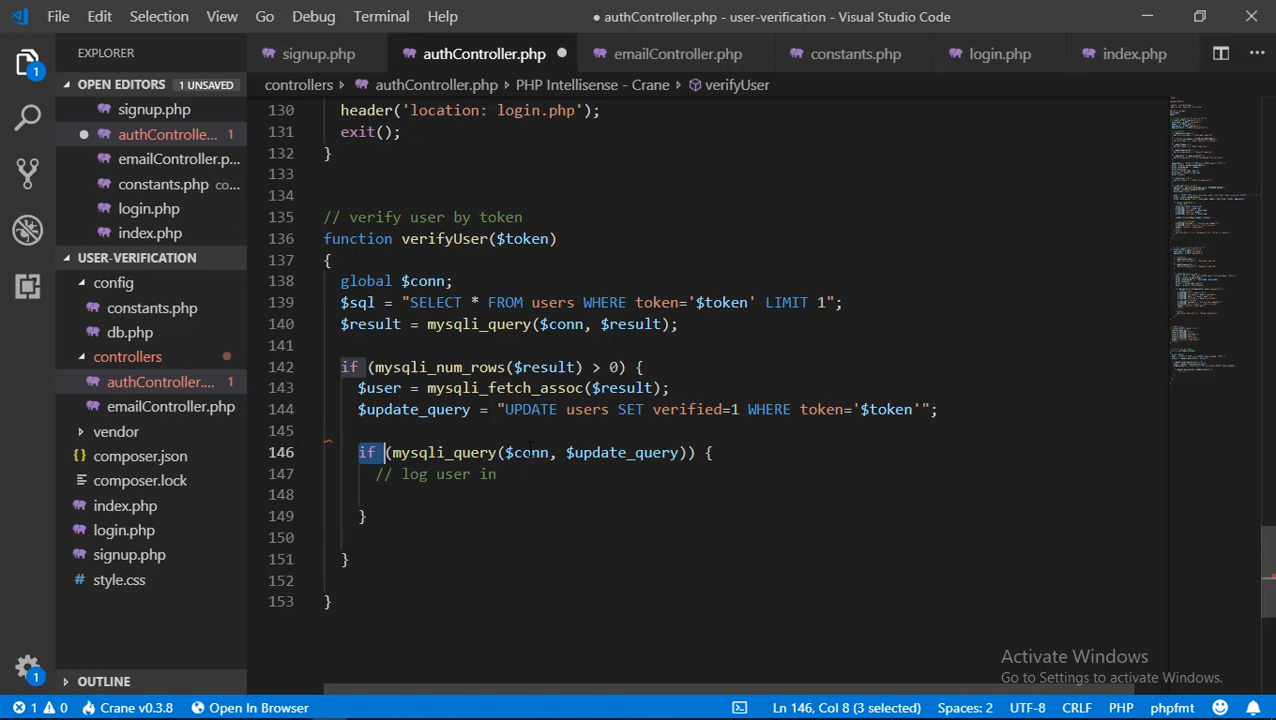 File Edit Selection View Go Debug Terminal Help ● authController.php - user-verification - Visual Studio Code
EXPLORER
signup.php authController.php ● emailController.php constants.php login.php index.php
OPEN EDITORS 1 UNSAVED
controllers › authController.php › PHP Intellisense - Crane › verifyUser
signup.php
● authControlle... 1
emailController.p...
constants.php co...
login.php
index.php
USER-VERIFICATION
config
constants.php
db.php
controllers
authController.... 1
emailController.php
vendor
composer.json
composer.lock
index.php
login.php
signup.php
style.css
OUTLINE
130 header('location: login.php');
131 exit();
132 }
133
134
135 // verify user by token
136 function verifyUser($token)
137 {
138 global $conn;
139 $sql = "SELECT * FROM users WHERE token='$token' LIMIT 1";
140 $result = mysqli_query($conn, $result);
141
142 if (mysqli_num_rows($result) > 0) {
143 $user = mysqli_fetch_assoc($result);
144 $update_query = "UPDATE users SET verified=1 WHERE token='$token'";
145
146 if (mysqli_query($conn, $update_query)) {
147 // log user in
148
149 }
150
151 }
152
153 }
Activate Windows
Go to Settings to activate Windows.
1
1
1 0 Crane v0.3.8 Open In Browser Ln 146, Col 8 (3 selected) Spaces: 2 UTF-8 CRLF PHP phpfmt